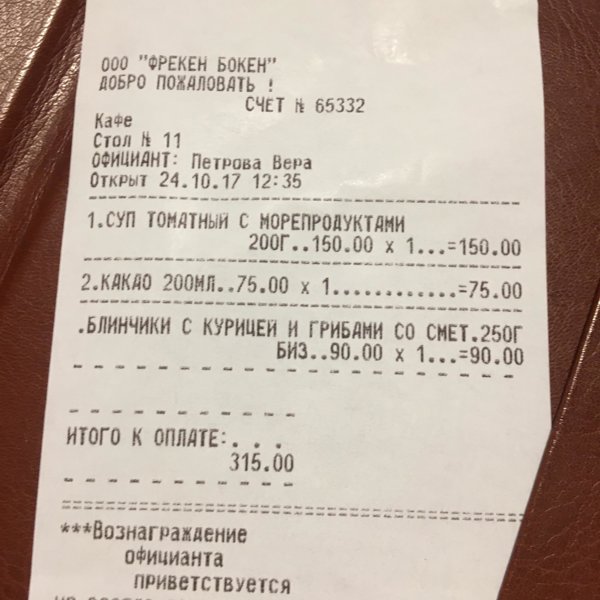 ООО "ФРЕКЕН БОКЕН"
ДОБРО ПОЖАЛОВАТЬ !
СЧЕТ № 65332
Кафе
Стол № 11
ОФИЦИАНТ: Петрова Вера
Открыт 24.10.17 12:35
1.СУП ТОМАТНЫЙ С МОРЕПРОДУКТАМИ
200Г..150.00 x 1...=150.00
2.КАКАО 200МЛ..75.00 x 1............=75.00
.БЛИНЧИКИ С КУРИЦЕЙ И ГРИБАМИ СО СМЕТ.250Г
БИЗ..90.00 x 1...=90.00
ИТОГО К ОПЛАТЕ:. . .
315.00
***Вознаграждение
официанта
приветствуется